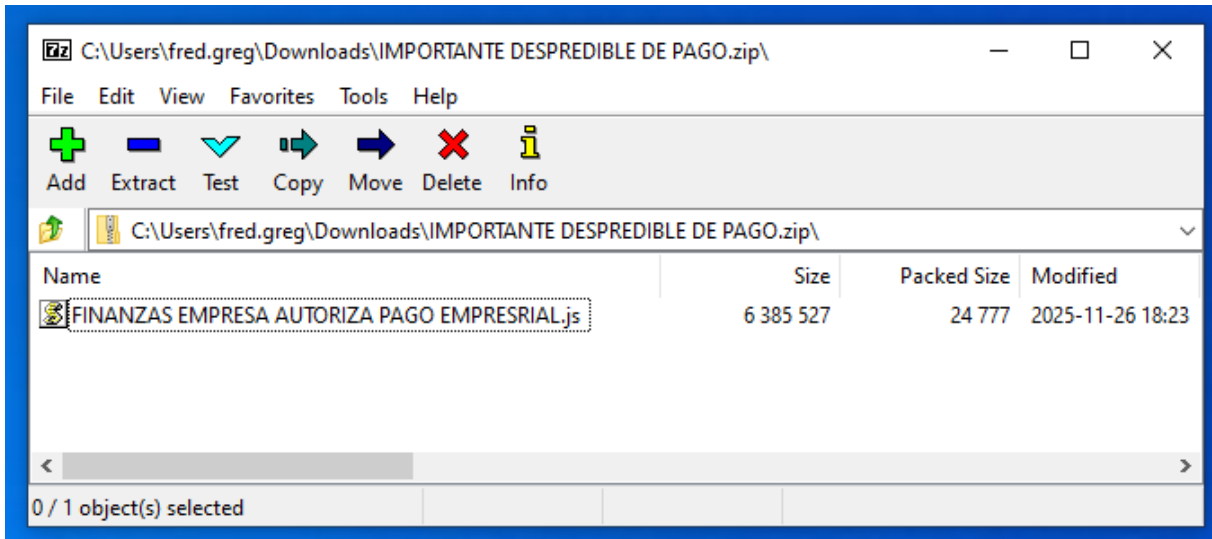 7z C:\Users\fred.greg\Downloads\IMPORTANTE DESPREDIBLE DE PAGO.zip\
File Edit View Favorites Tools Help
Add Extract Test Copy Move Delete Info
C:\Users\fred.greg\Downloads\IMPORTANTE DESPREDIBLE DE PAGO.zip\
Name Size Packed Size Modified
FINANZAS EMPRESA AUTORIZA PAGO EMPRESRIAL.js 6 385 527 24 777 2025-11-26 18:23
0 / 1 object(s) selected